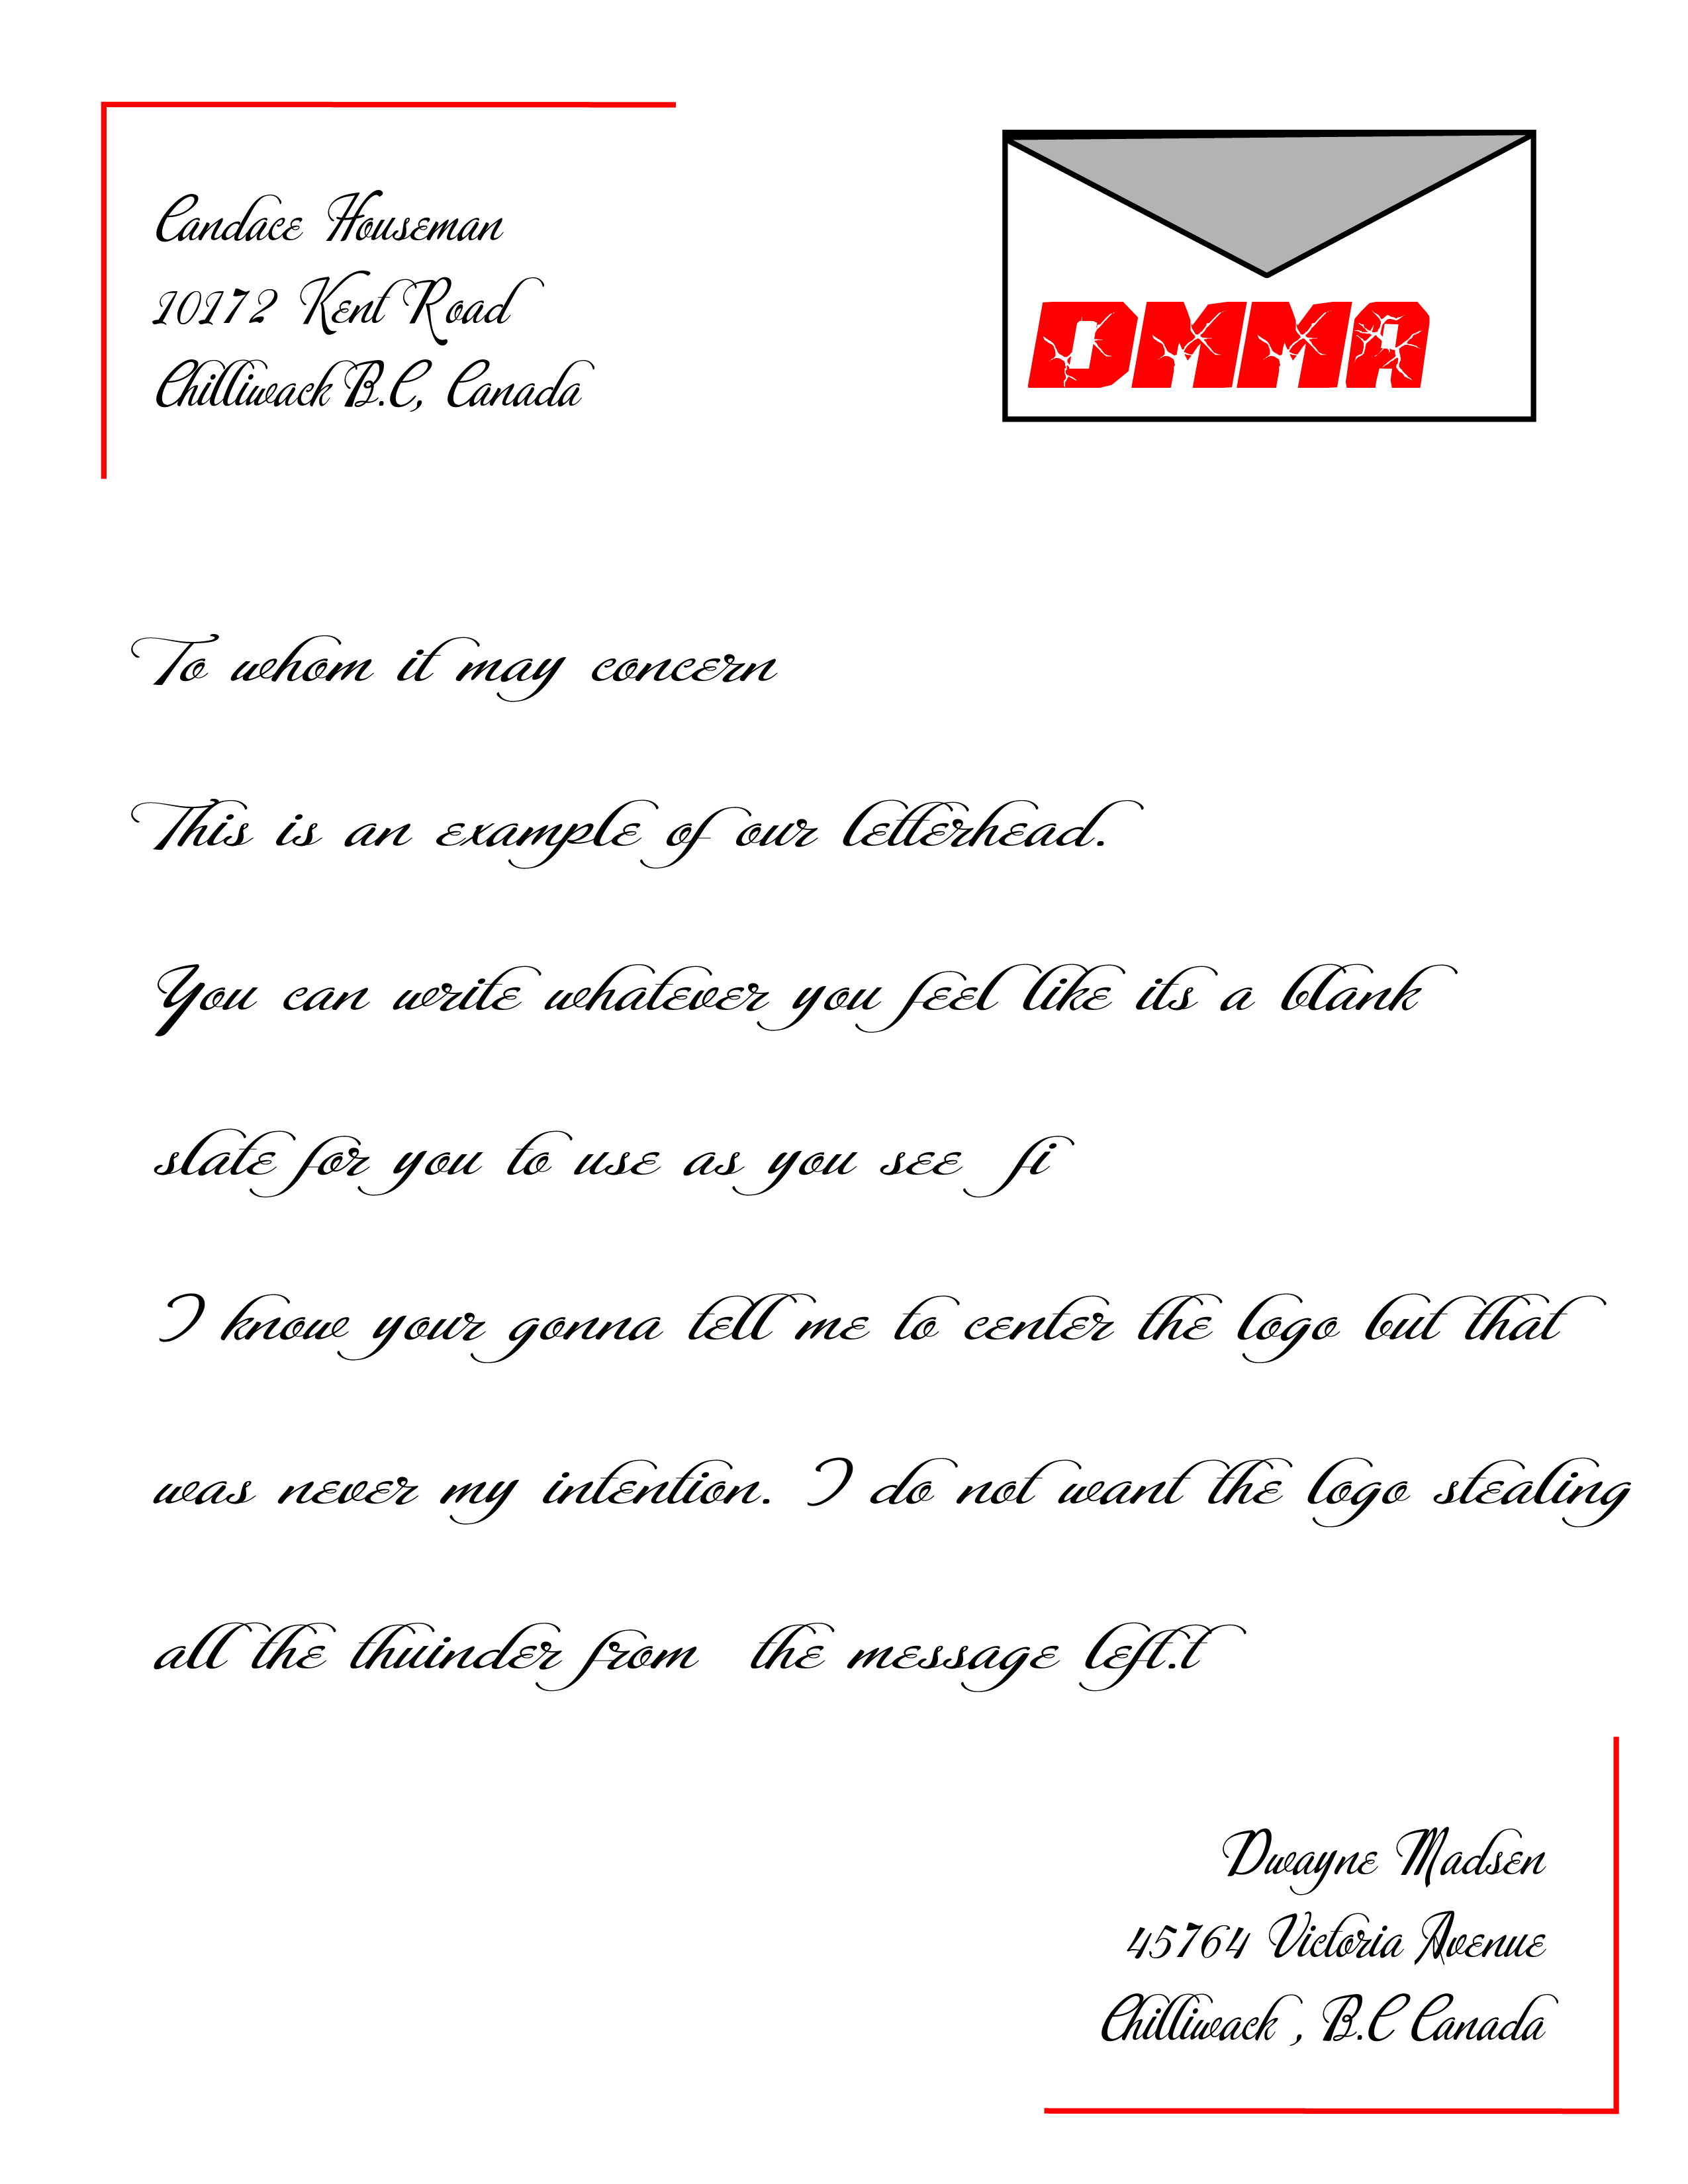 Candace Houseman
10172 Kent Road
Chilliwack B.C, Canada
DMMA
To whom it may concern
This is an example of our letterhead.
You can write whatever you feel like its a blank
slate for you to use as you see fi
I know your gonna tell me to center the logo but that
was never my intention. I do not want the logo stealing
all the thuinder from the message left.t
Dwayne Madsen
45764 Victoria Avenue
Chilliwack , B.C Canada